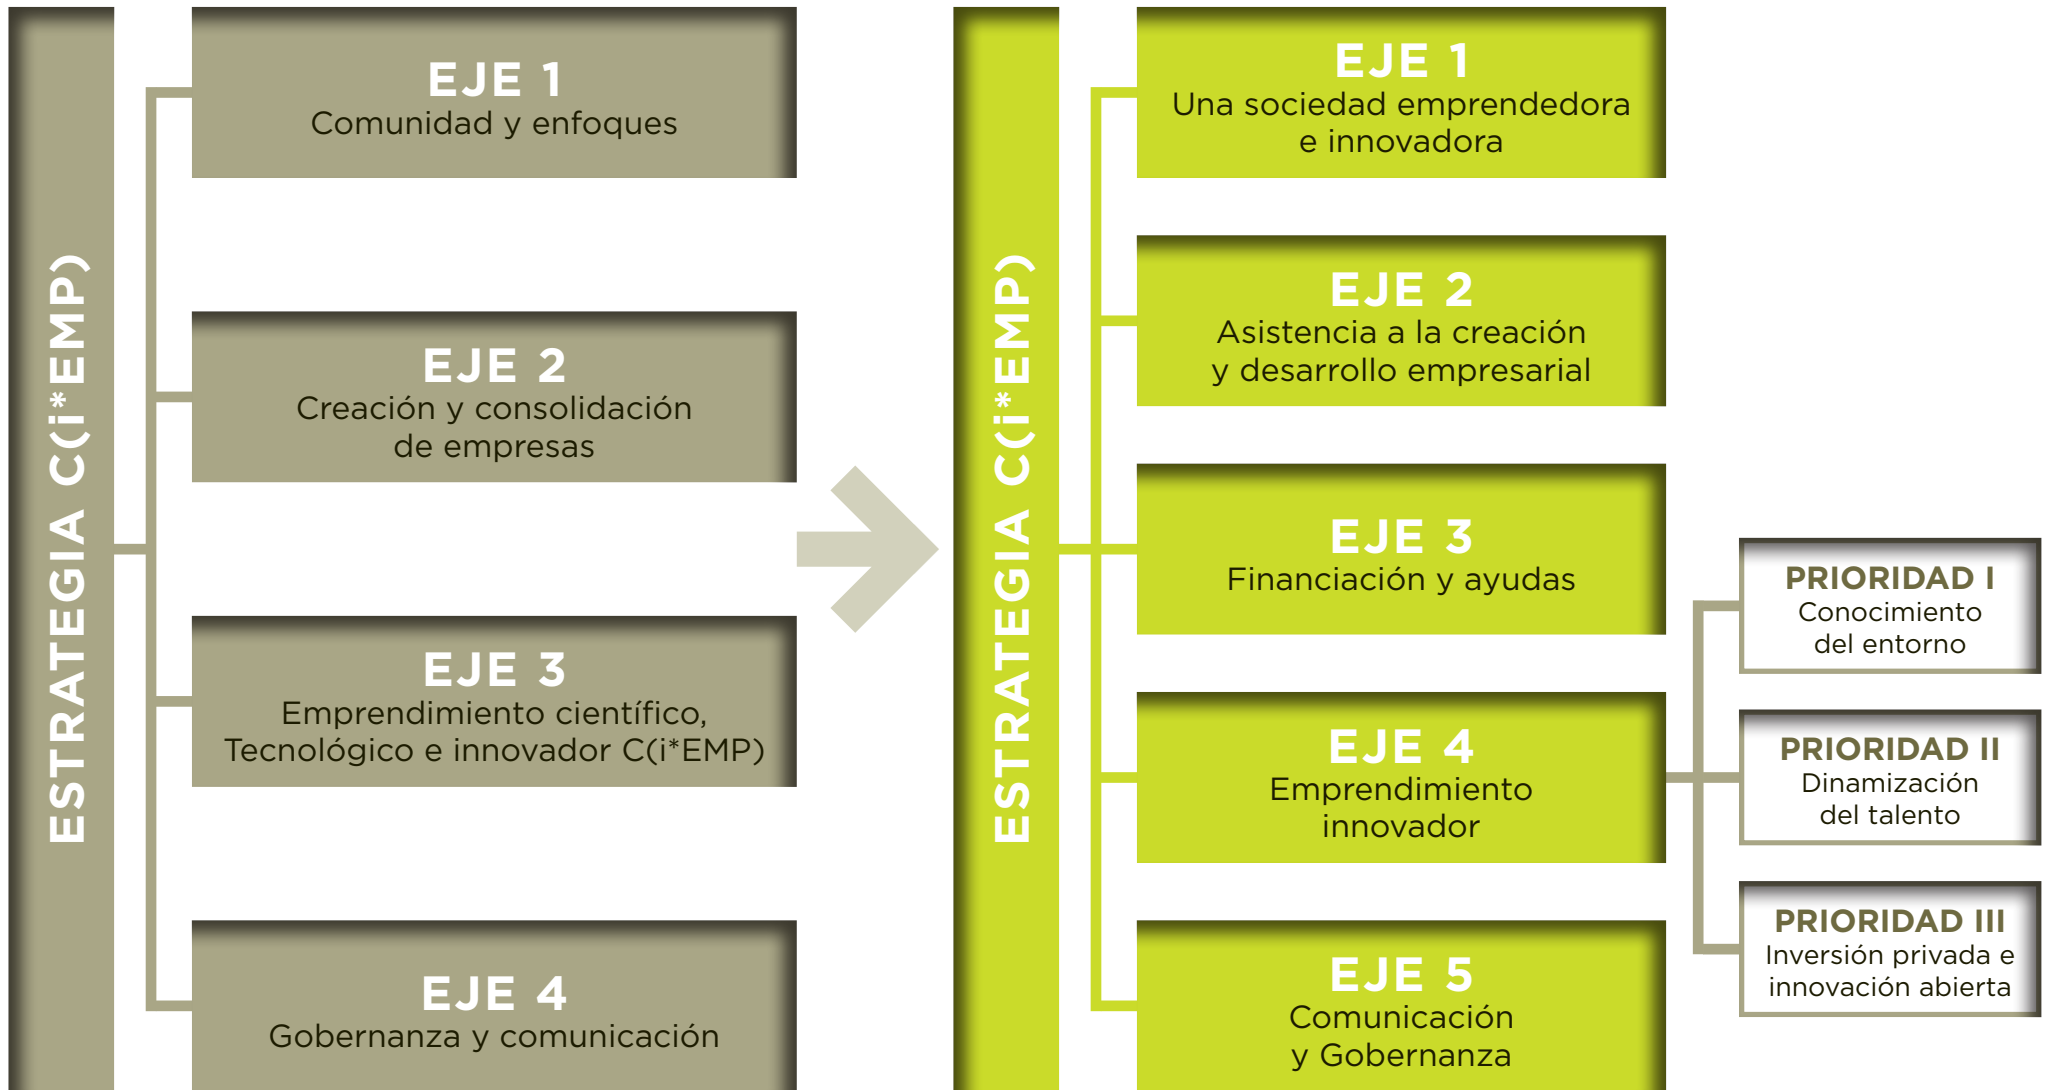 ESTRATEGIA C(i*EMP)
EJE 1
Comunidad y enfoques
EJE 2
Creación y consolidación
de empresas
EJE 3
Emprendimiento científico,
Tecnológico e innovador C(i*EMP)
EJE 4
Gobernanza y comunicación
ESTRATEGIA C(i*EMP)
EJE 1
Una sociedad emprendedora
e innovadora
EJE 2
Asistencia a la creación
y desarrollo empresarial
EJE 3
Financiación y ayudas
EJE 4
Emprendimiento
innovador
EJE 5
Comunicación
y Gobernanza
PRIORIDAD I
Conocimiento
del entorno
PRIORIDAD II
Dinamización
del talento
PRIORIDAD III
Inversión privada e
innovación abierta